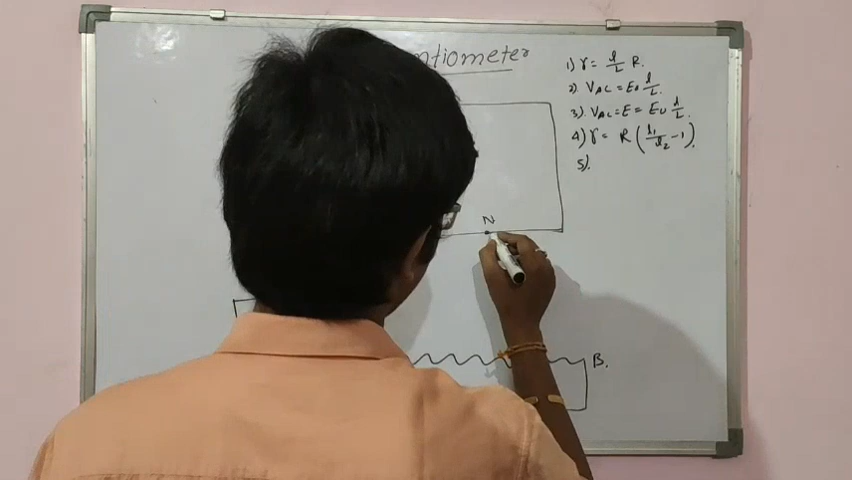 ntiometer
1) r = l/L R.
2) VAC = E0 l/L.
3) VAC = E = E0 l/L.
4) r = R (l1/l2 - 1).
5).
N
B.